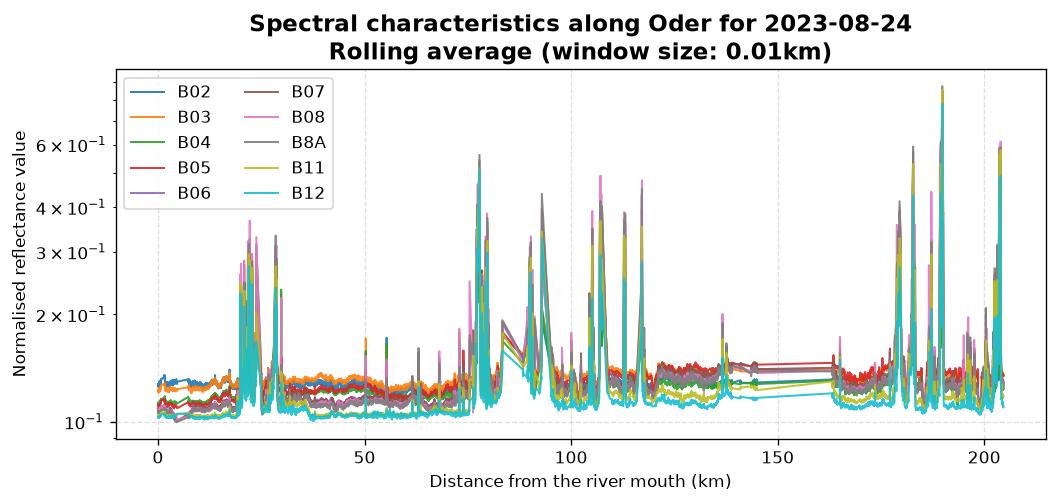 Spectral characteristics along Oder for 2023-08-24
Rolling average (window size: 0.01km)
B02
B03
B04
B05
B06
B07
B08
B8A
B11
B12
Normalised reflectance value
6 × 10⁻¹
4 × 10⁻¹
3 × 10⁻¹
2 × 10⁻¹
10⁻¹
0
50
100
150
200
Distance from the river mouth (km)